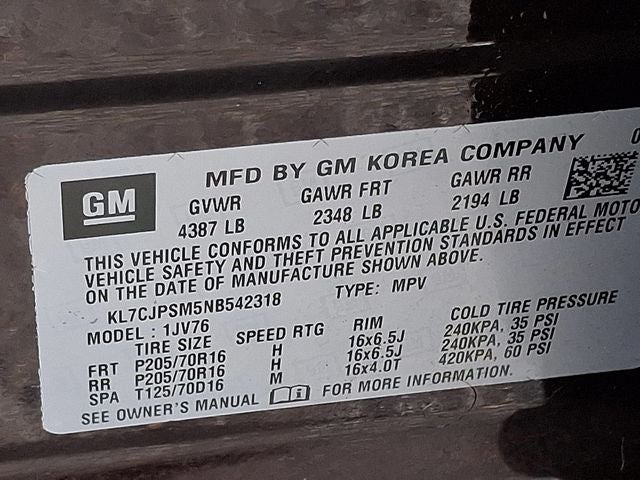 GM
MFD BY GM KOREA COMPANY
GVWR GAWR FRT GAWR RR
4387 LB 2348 LB 2194 LB
THIS VEHICLE CONFORMS TO ALL APPLICABLE U.S. FEDERAL MOTO
VEHICLE SAFETY AND THEFT PREVENTION STANDARDS IN EFFECT
ON THE DATE OF MANUFACTURE SHOWN ABOVE.
KL7CJPSM5NB542318 TYPE: MPV
MODEL : 1JV76
TIRE SIZE SPEED RTG RIM COLD TIRE PRESSURE
FRT P205/70R16 H 16x6.5J 240KPA, 35 PSI
RR P205/70R16 H 16x6.5J 240KPA, 35 PSI
SPA T125/70D16 M 16x4.0T 420KPA, 60 PSI
SEE OWNER'S MANUAL FOR MORE INFORMATION.